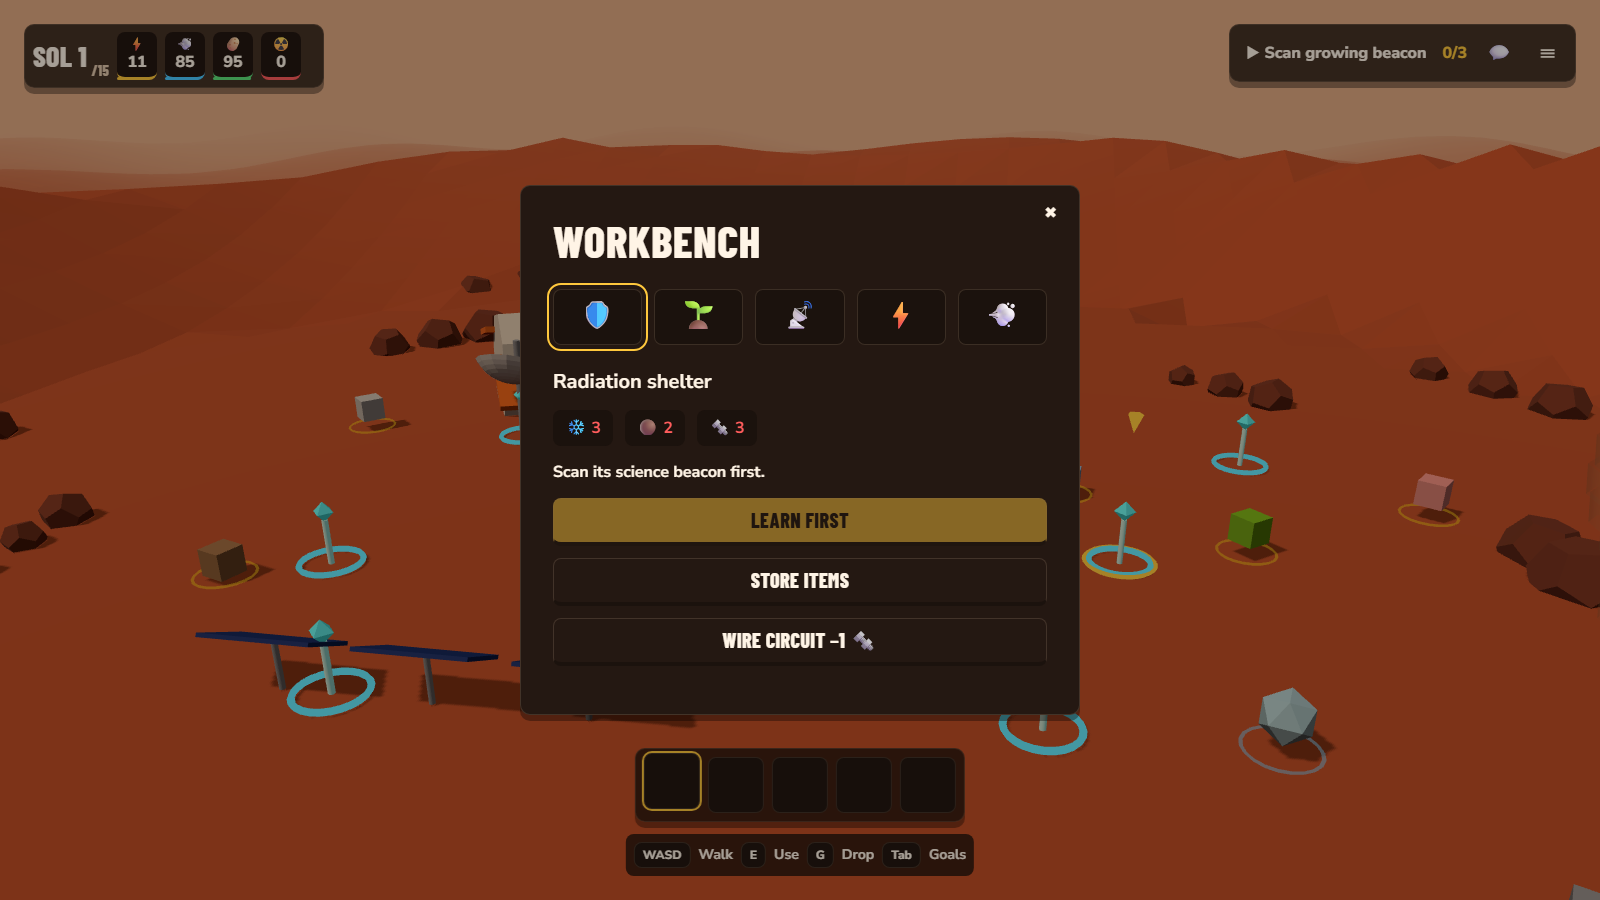 SOL 1 /15
11 85 95 0
▶ Scan growing beacon 0/3
WORKBENCH
Radiation shelter
3 2 3
Scan its science beacon first.
LEARN FIRST
STORE ITEMS
WIRE CIRCUIT −1
WASD Walk E Use G Drop Tab Goals